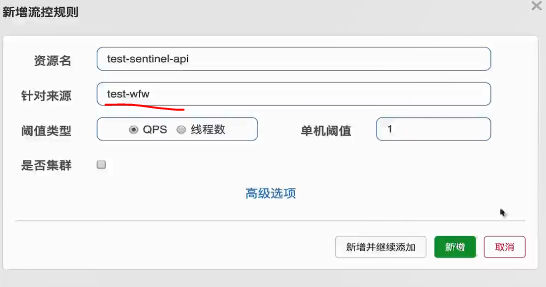 新增流控规则
资源名 test-sentinel-api
针对来源 test-wfw
阈值类型 QPS 线程数 单机阈值 1
是否集群
高级选项
新增并继续添加 新增 取消